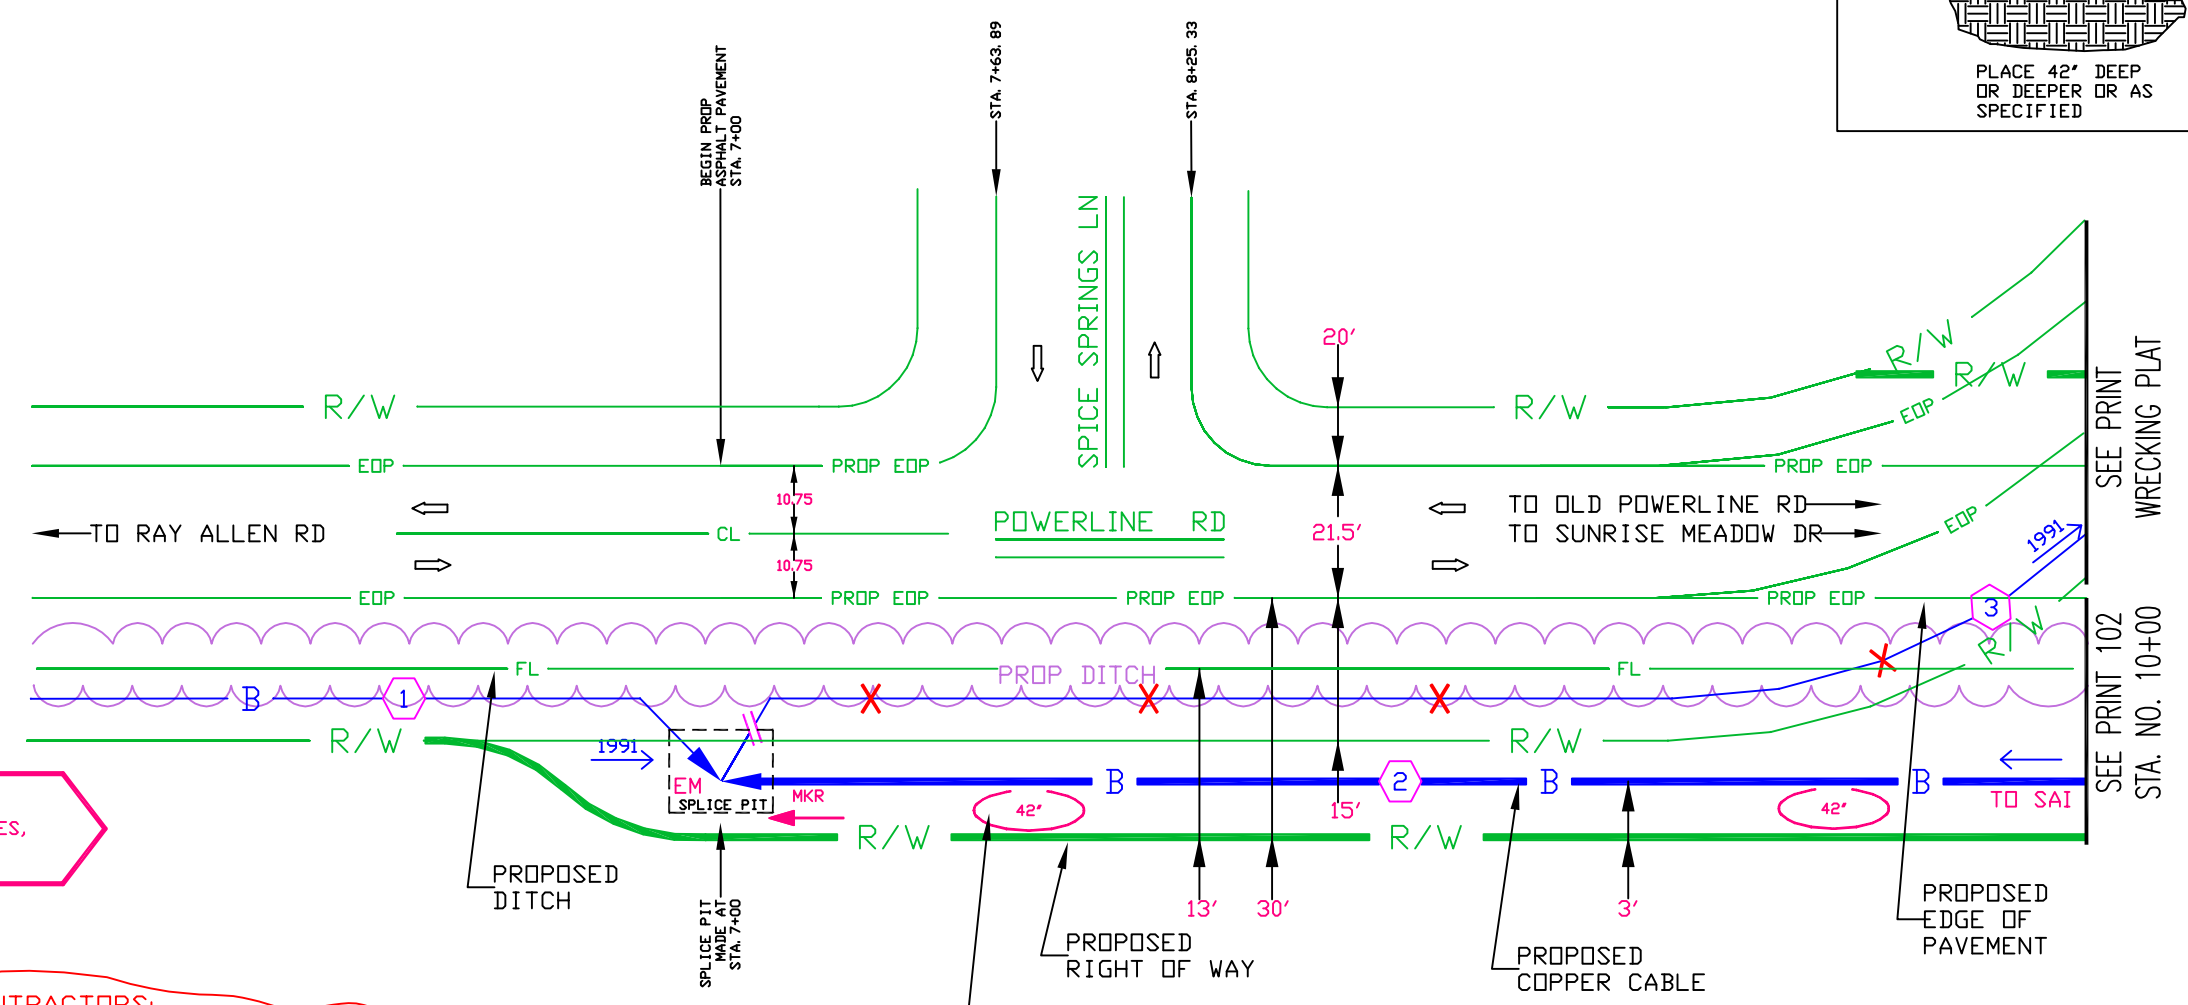 PLACE 42" DEEP
OR DEEPER OR AS
SPECIFIED
BEGIN PROP
ASPHALT PAVEMENT
STA. 7+00
STA. 7+63.89
STA. 8+25.33
SPICE SPRINGS LN
20'
R/W
R/W
R/W
R/W
EOP
EOP
PROP EOP
PROP EOP
10.75
TO RAY ALLEN RD
CL
POWERLINE RD
21.5'
TO OLD POWERLINE RD
TO SUNRISE MEADOW DR
EOP
1991
10.75
EOP
PROP EOP
PROP EOP
PROP EOP
3
R/W
SEE PRINT
WRECKING PLAT
FL
PROP DITCH
FL
B
1
R/W
R/W
1991
EM
SPLICE PIT
MKR
B
2
B
B
42"
15'
42"
TO SAI
SEE PRINT 102
STA. NO. 10+00
ES,
R/W
R/W
PROPOSED
DITCH
SPLICE PIT
MADE AT
STA. 7+00
13'
30'
3'
PROPOSED
RIGHT OF WAY
PROPOSED
COPPER CABLE
PROPOSED
EDGE OF
PAVEMENT